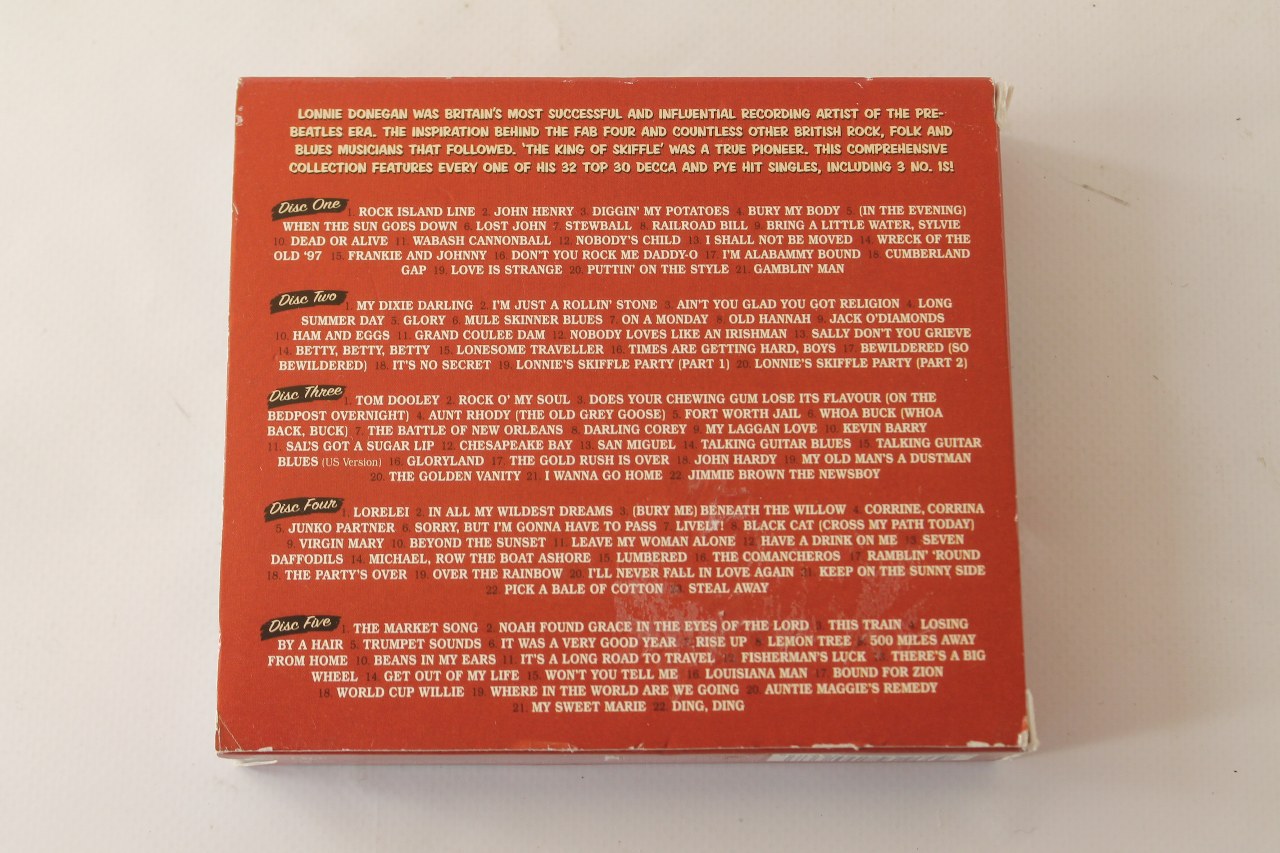 LONNIE DONEGAN WAS BRITAIN'S MOST SUCCESSFUL AND INFLUENTIAL RECORDING ARTIST OF THE PRE-
BEATLES ERA. THE INSPIRATION BEHIND THE FAB FOUR AND COUNTLESS OTHER BRITISH ROCK, FOLK AND
BLUES MUSICIANS THAT FOLLOWED. 'THE KING OF SKIFFLE' WAS A TRUE PIONEER. THIS COMPREHENSIVE
COLLECTION FEATURES EVERY ONE OF HIS 32 TOP 30 DECCA AND PYE HIT SINGLES, INCLUDING 3 NO. 1S!
Disc One 1. ROCK ISLAND LINE 2. JOHN HENRY 3. DIGGIN' MY POTATOES 4. BURY MY BODY 5. (IN THE EVENING)
WHEN THE SUN GOES DOWN 6. LOST JOHN 7. STEWBALL 8. RAILROAD BILL 9. BRING A LITTLE WATER, SYLVIE
10. DEAD OR ALIVE 11. WABASH CANNONBALL 12. NOBODY'S CHILD 13. I SHALL NOT BE MOVED 14. WRECK OF THE
OLD '97 15. FRANKIE AND JOHNNY 16. DON'T YOU ROCK ME DADDY-O 17. I'M ALABAMMY BOUND 18. CUMBERLAND
GAP 19. LOVE IS STRANGE 20. PUTTIN' ON THE STYLE 21. GAMBLIN' MAN
Disc Two 1. MY DIXIE DARLING 2. I'M JUST A ROLLIN' STONE 3. AIN'T YOU GLAD YOU GOT RELIGION 4. LONG
SUMMER DAY 5. GLORY 6. MULE SKINNER BLUES 7. ON A MONDAY 8. OLD HANNAH 9. JACK O'DIAMONDS
10. HAM AND EGGS 11. GRAND COULEE DAM 12. NOBODY LOVES LIKE AN IRISHMAN 13. SALLY DON'T YOU GRIEVE
14. BETTY, BETTY, BETTY 15. LONESOME TRAVELLER 16. TIMES ARE GETTING HARD, BOYS 17. BEWILDERED (SO
BEWILDERED) 18. IT'S NO SECRET 19. LONNIE'S SKIFFLE PARTY (PART 1) 20. LONNIE'S SKIFFLE PARTY (PART 2)
Disc Three 1. TOM DOOLEY 2. ROCK O' MY SOUL 3. DOES YOUR CHEWING GUM LOSE ITS FLAVOUR (ON THE
BEDPOST OVERNIGHT) 4. AUNT RHODY (THE OLD GREY GOOSE) 5. FORT WORTH JAIL 6. WHOA BUCK (WHOA
BACK, BUCK) 7. THE BATTLE OF NEW ORLEANS 8. DARLING COREY 9. MY LAGGAN LOVE 10. KEVIN BARRY
11. SAL'S GOT A SUGAR LIP 12. CHESAPEAKE BAY 13. SAN MIGUEL 14. TALKING GUITAR BLUES 15. TALKING GUITAR
BLUES (US Version) 16. GLORYLAND 17. THE GOLD RUSH IS OVER 18. JOHN HARDY 19. MY OLD MAN'S A DUSTMAN
20. THE GOLDEN VANITY 21. I WANNA GO HOME 22. JIMMIE BROWN THE NEWSBOY
Disc Four 1. LORELEI 2. IN ALL MY WILDEST DREAMS 3. (BURY ME) BENEATH THE WILLOW 4. CORRINE, CORRINA
5. JUNKO PARTNER 6. SORRY, BUT I'M GONNA HAVE TO PASS 7. LIVELY! 8. BLACK CAT (CROSS MY PATH TODAY)
9. VIRGIN MARY 10. BEYOND THE SUNSET 11. LEAVE MY WOMAN ALONE 12. HAVE A DRINK ON ME 13. SEVEN
DAFFODILS 14. MICHAEL, ROW THE BOAT ASHORE 15. LUMBERED 16. THE COMANCHEROS 17. RAMBLIN' 'ROUND
18. THE PARTY'S OVER 19. OVER THE RAINBOW 20. I'LL NEVER FALL IN LOVE AGAIN 21. KEEP ON THE SUNNY SIDE
22. PICK A BALE OF COTTON 23. STEAL AWAY
Disc Five 1. THE MARKET SONG 2. NOAH FOUND GRACE IN THE EYES OF THE LORD 3. THIS TRAIN 4. LOSING
BY A HAIR 5. TRUMPET SOUNDS 6. IT WAS A VERY GOOD YEAR 7. RISE UP 8. LEMON TREE 9. 500 MILES AWAY
FROM HOME 10. BEANS IN MY EARS 11. IT'S A LONG ROAD TO TRAVEL 12. FISHERMAN'S LUCK 13. THERE'S A BIG
WHEEL 14. GET OUT OF MY LIFE 15. WON'T YOU TELL ME 16. LOUISIANA MAN 17. BOUND FOR ZION
18. WORLD CUP WILLIE 19. WHERE IN THE WORLD ARE WE GOING 20. AUNTIE MAGGIE'S REMEDY
21. MY SWEET MARIE 22. DING, DING